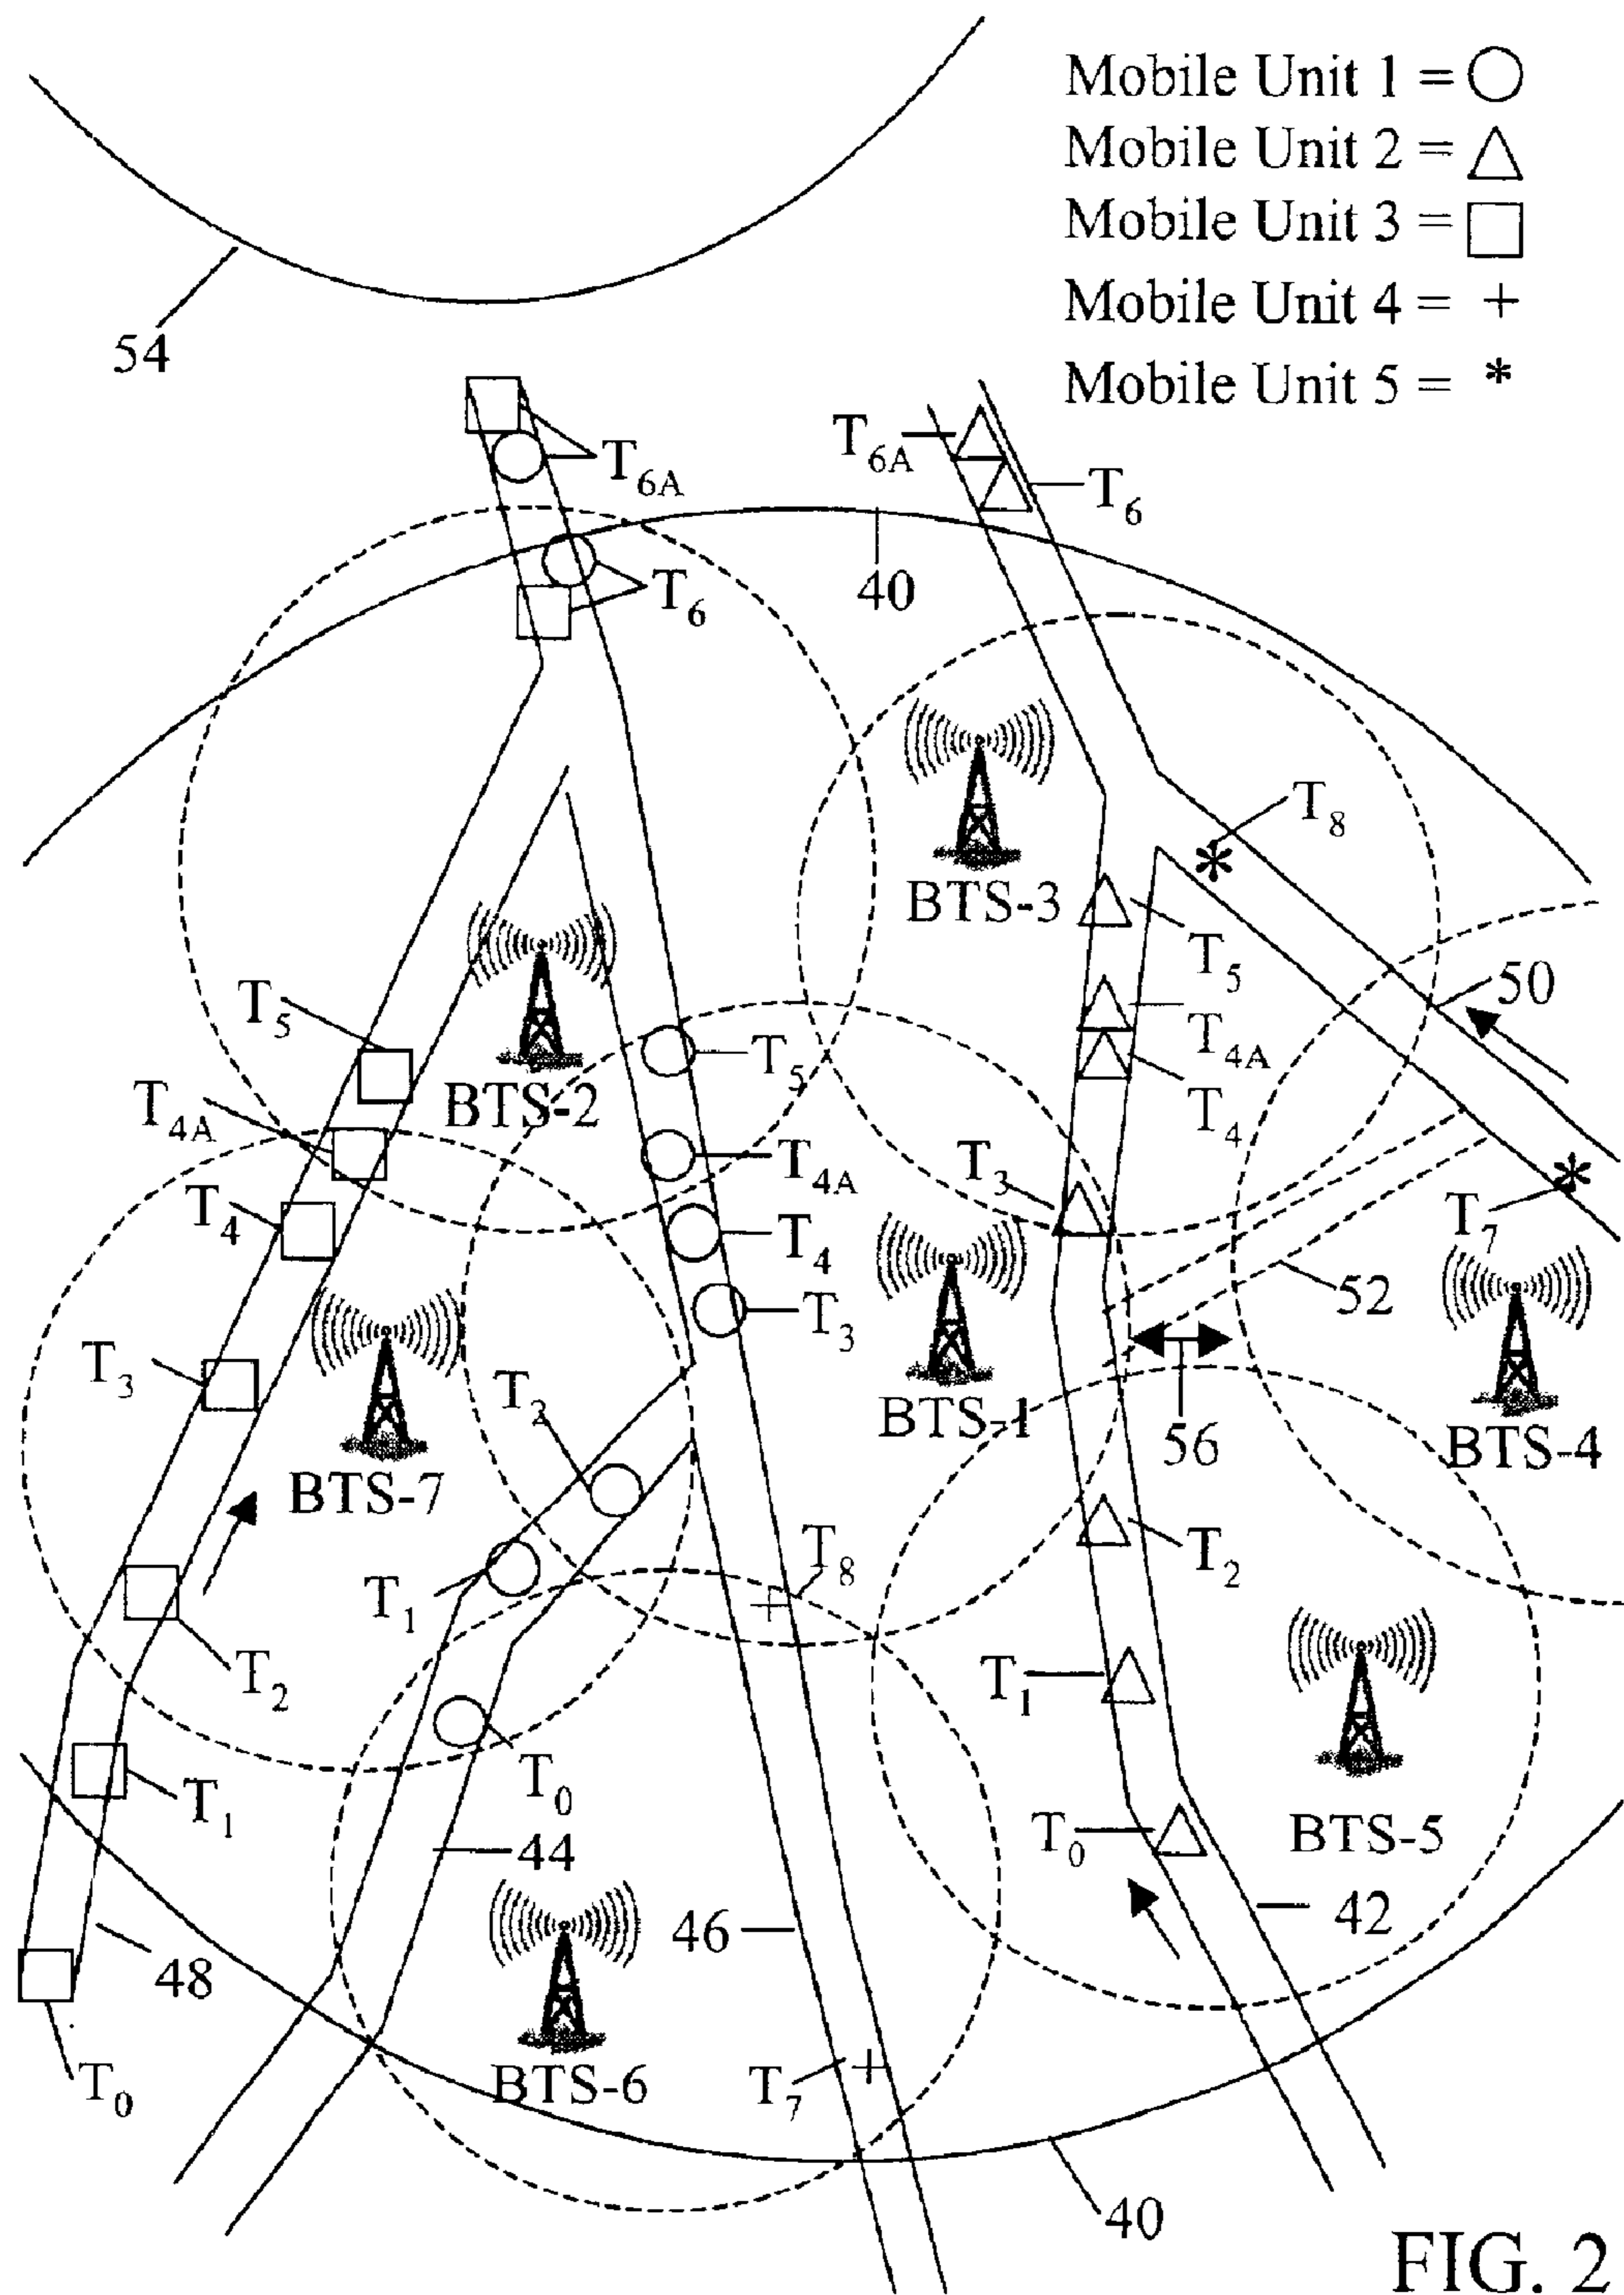 Mobile Unit 1 = ○
Mobile Unit 2 = △
Mobile Unit 3 = □
Mobile Unit 4 = +
Mobile Unit 5 = *
54
T6A
T6A
T6
40
T6
T8
BTS-3
T5
50
T5
T4A
BTS-2
T5
T4A
T4A
T4
T3
T4
T4
T7
52
T3
T3
T2
BTS-1
56
BTS-4
BTS-7
T8
T2
T1
T2
T1
T0
T1
44
T0
BTS-5
46
42
48
BTS-6
T7
T0
40
FIG. 2